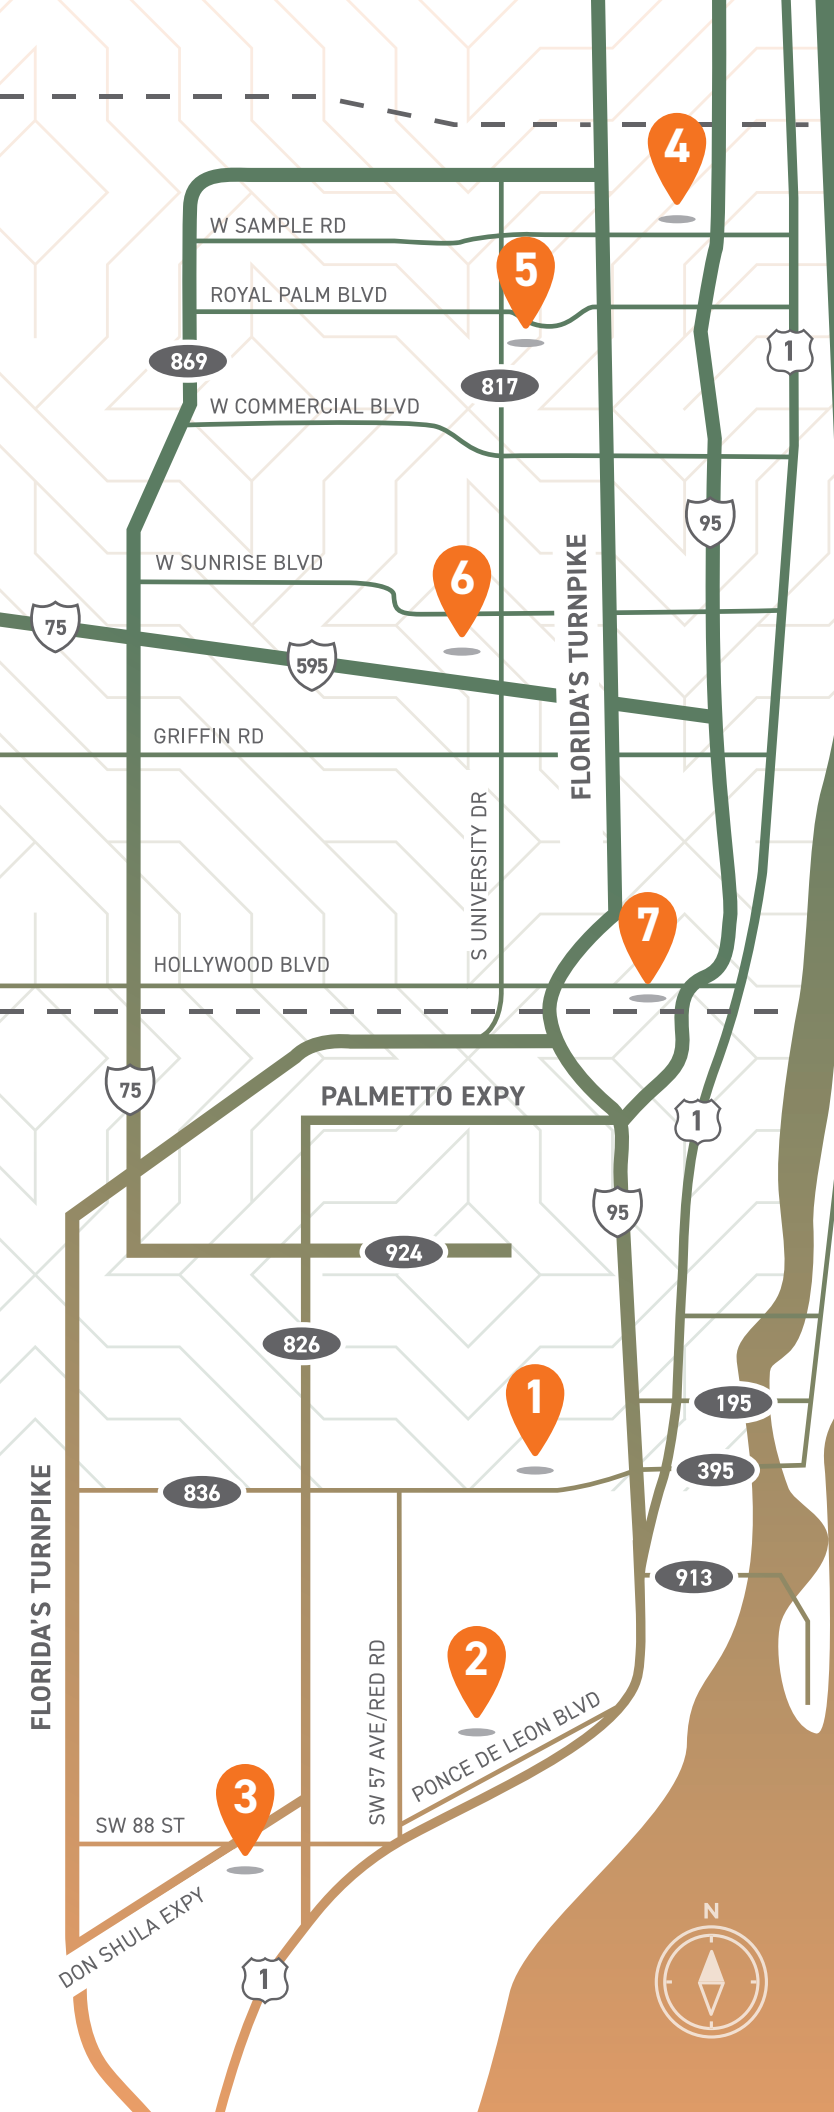 4
W SAMPLE RD
5
ROYAL PALM BLVD
1
869
817
W COMMERCIAL BLVD
95
FLORIDA'S TURNPIKE
W SUNRISE BLVD
6
75
595
GRIFFIN RD
S UNIVERSITY DR
7
HOLLYWOOD BLVD
75
PALMETTO EXPY
1
95
924
826
1
195
395
836
FLORIDA'S TURNPIKE
913
SW 57 AVE/RED RD
2
PONCE DE LEON BLVD
3
SW 88 ST
DON SHULA EXPY
N
1